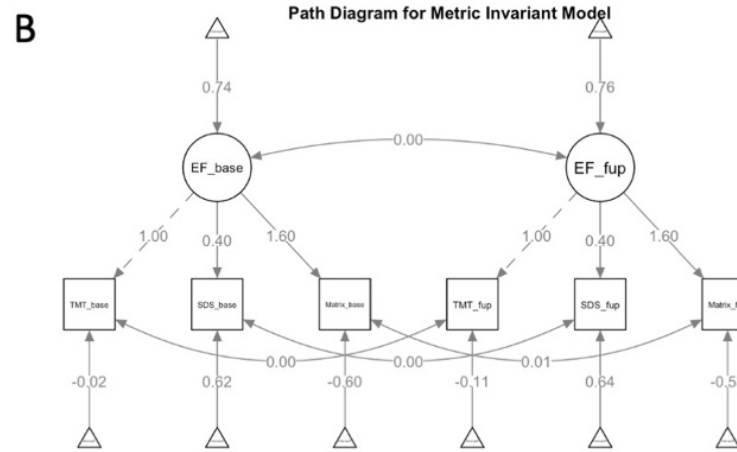 B
Path Diagram for Metric Invariant Model
0.74
0.76
0.00
EF_base
EF_fup
1.00
0.40
1.60
1.00
0.40
1.60
TMT_base
SDS_base
Matrix_base
TMT_fup
SDS_fup
0.00
0.00
0.01
-0.02
0.62
-0.60
-0.11
0.64